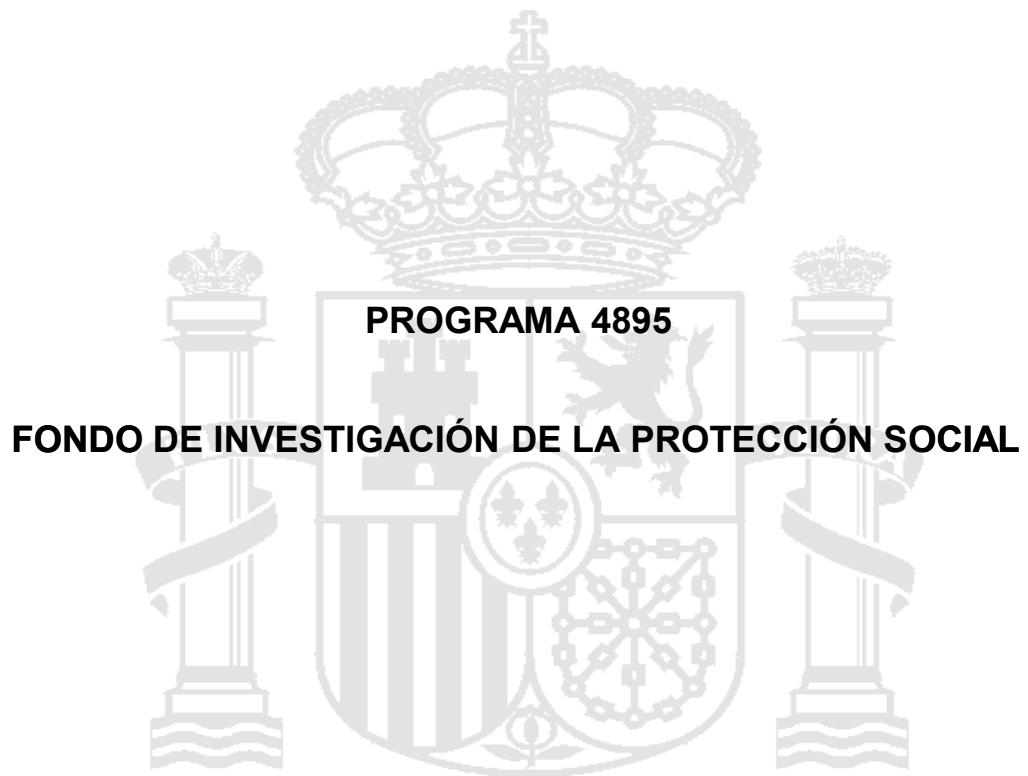 PROGRAMA 4895
FONDO DE INVESTIGACIÓN DE LA PROTECCIÓN SOCIAL